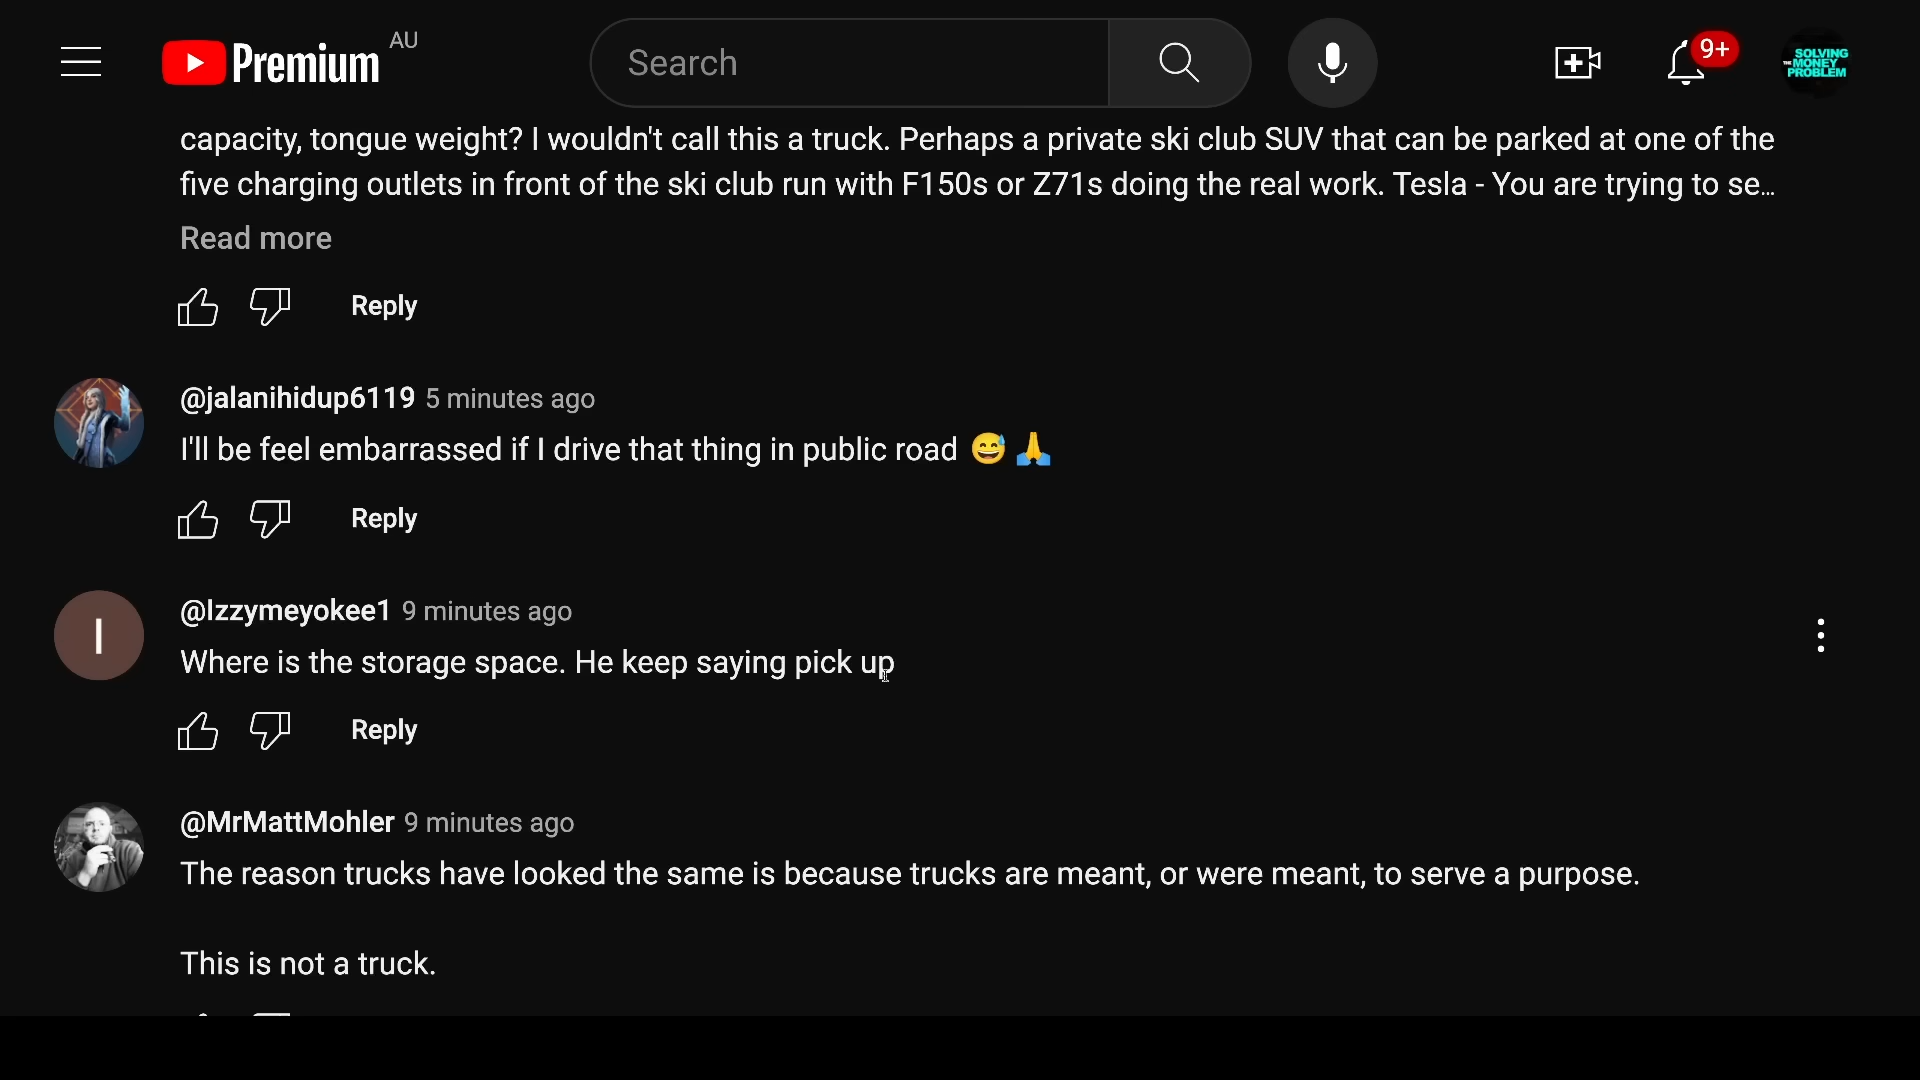 Premium AU
Search
9+
SOLVING
THE MONEY
PROBLEM
capacity, tongue weight? I wouldn't call this a truck. Perhaps a private ski club SUV that can be parked at one of the
five charging outlets in front of the ski club run with F150s or Z71s doing the real work. Tesla - You are trying to se...
Read more
Reply
@jalanihidup6119 5 minutes ago
I'll be feel embarrassed if I drive that thing in public road 😅 🙏
Reply
I
@Izzymeyokee1 9 minutes ago
Where is the storage space. He keep saying pick up
Reply
@MrMattMohler 9 minutes ago
The reason trucks have looked the same is because trucks are meant, or were meant, to serve a purpose.
This is not a truck.